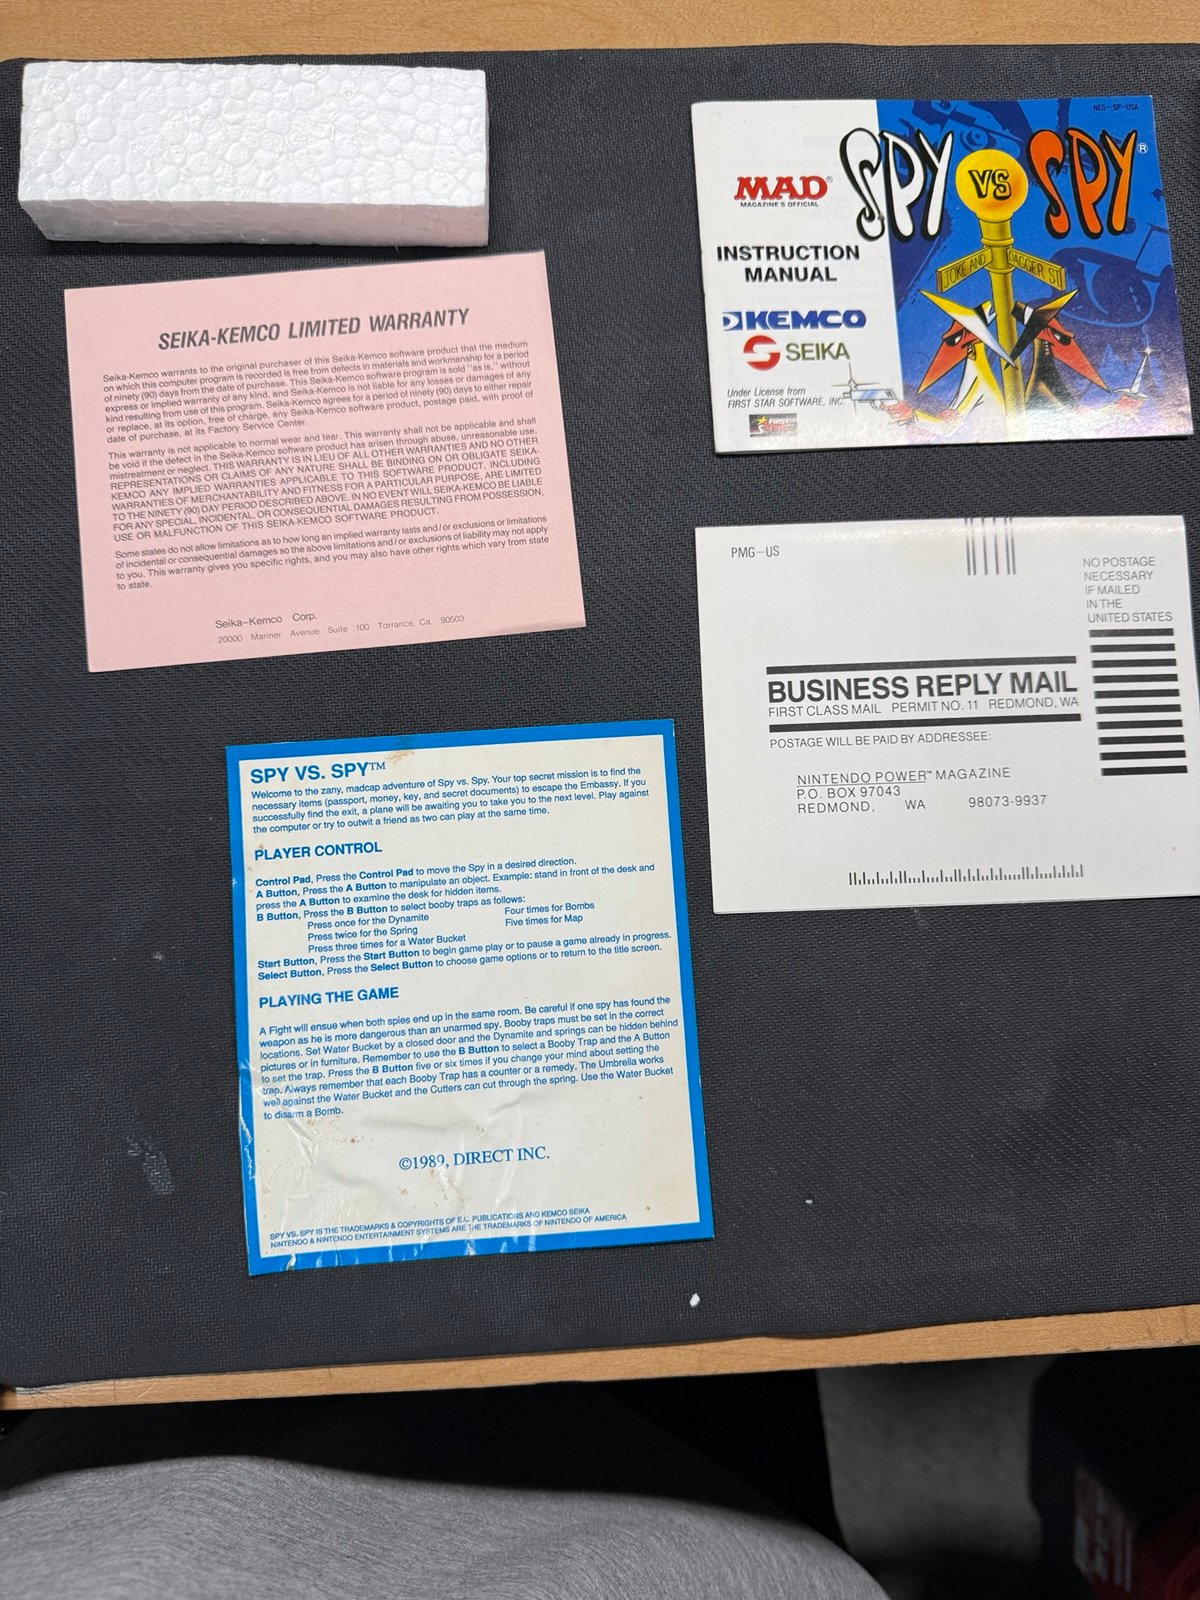 SEIKA-KEMCO LIMITED WARRANTY
Seika-Kemco warrants to the original purchaser of this Seika-Kemco software product that the medium
on which this computer program is recorded is free from defects in materials and workmanship for a period
of ninety (90) days from the date of purchase. This Seika-Kemco software program is sold "as is," without
express or implied warranty of any kind, and Seika-Kemco is not liable for any losses or damages of any
kind resulting from use of this program. Seika-Kemco agrees for a period of ninety (90) days to either repair
or replace, at its option, free of charge, any Seika-Kemco software product, postage paid, with proof of
date of purchase, at its Factory Service Center.
This warranty is not applicable to normal wear and tear. This warranty shall not be applicable and shall
be void if the defect in the Seika-Kemco software product has arisen through abuse, unreasonable use,
mistreatment or neglect. THIS WARRANTY IS IN LIEU OF ALL OTHER WARRANTIES AND NO OTHER
REPRESENTATIONS OR CLAIMS OF ANY NATURE SHALL BE BINDING ON OR OBLIGATE SEIKA-
KEMCO ANY IMPLIED WARRANTIES APPLICABLE TO THIS SOFTWARE PRODUCT, INCLUDING
WARRANTIES OF MERCHANTABILITY AND FITNESS FOR A PARTICULAR PURPOSE, ARE LIMITED
TO THE NINETY (90) DAY PERIOD DESCRIBED ABOVE. IN NO EVENT WILL SEIKA-KEMCO BE LIABLE
FOR ANY SPECIAL, INCIDENTAL, OR CONSEQUENTIAL DAMAGES RESULTING FROM POSSESSION,
USE OR MALFUNCTION OF THIS SEIKA-KEMCO SOFTWARE PRODUCT.
Some states do not allow limitations as to how long an implied warranty lasts and/or exclusions or limitations
of incidental or consequential damages so the above limitations and/or exclusions of liability may not apply
to you. This warranty gives you specific rights, and you may also have other rights which vary from state
to state.
Seika-Kemco Corp.
20000 Mariner Avenue Suite 100 Torrance, Ca. 90503
NES-SP-USA
SPY VS SPY®
MAD®
MAGAZINE'S OFFICIAL
INSTRUCTION
MANUAL
JOKE AND
DAGGER ST
KEMCO
SEIKA
Under License from
FIRST STAR SOFTWARE, INC.
FIRST
PMG-US
NO POSTAGE
NECESSARY
IF MAILED
IN THE
UNITED STATES
BUSINESS REPLY MAIL
FIRST CLASS MAIL PERMIT NO. 11 REDMOND, WA
POSTAGE WILL BE PAID BY ADDRESSEE:
NINTENDO POWER™ MAGAZINE
P.O. BOX 97043
REDMOND, WA 98073-9937
SPY VS. SPY™
Welcome to the zany, madcap adventure of Spy vs. Spy. Your top secret mission is to find the
necessary items (passport, money, key, and secret documents) to escape the Embassy. If you
successfully find the exit, a plane will be awaiting you to take you to the next level. Play against
the computer or try to outwit a friend as two can play at the same time.
PLAYER CONTROL
Control Pad, Press the Control Pad to move the Spy in a desired direction.
A Button, Press the A Button to manipulate an object. Example: stand in front of the desk and
press the A Button to examine the desk for hidden items.
B Button, Press the B Button to select booby traps as follows:
Press once for the Dynamite Four times for Bombs
Press twice for the Spring Five times for Map
Press three times for a Water Bucket
Start Button, Press the Start Button to begin game play or to pause a game already in progress.
Select Button, Press the Select Button to choose game options or to return to the title screen.
PLAYING THE GAME
A Fight will ensue when both spies end up in the same room. Be careful if one spy has found the
weapon as he is more dangerous than an unarmed spy. Booby traps must be set in the correct
locations. Set Water Bucket by a closed door and the Dynamite and springs can be hidden behind
pictures or in furniture. Remember to use the B Button to select a Booby Trap and the A Button
to set the trap. Press the B Button five or six times if you change your mind about setting the
trap. Always remember that each Booby Trap has a counter or a remedy. The Umbrella works
well against the Water Bucket and the Cutters can cut through the spring. Use the Water Bucket
to disarm a Bomb.
©1989, DIRECT INC.
SPY VS. SPY IS THE TRADEMARKS & COPYRIGHTS OF E.C. PUBLICATIONS AND KEMCO SEIKA
NINTENDO & NINTENDO ENTERTAINMENT SYSTEMS ARE THE TRADEMARKS OF NINTENDO OF AMERICA